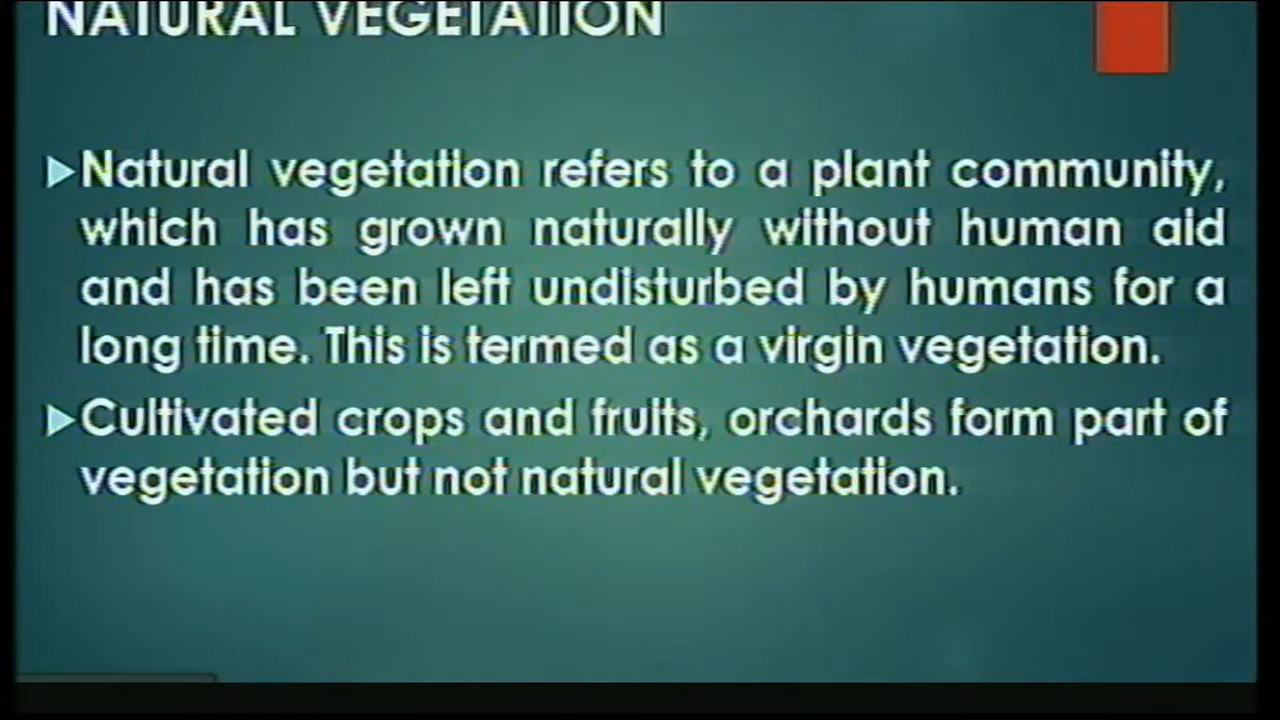 NATURAL VEGETATION
Natural vegetation refers to a plant community,
which has grown naturally without human aid
and has been left undisturbed by humans for a
long time. This is termed as a virgin vegetation.
Cultivated crops and fruits, orchards form part of
vegetation but not natural vegetation.